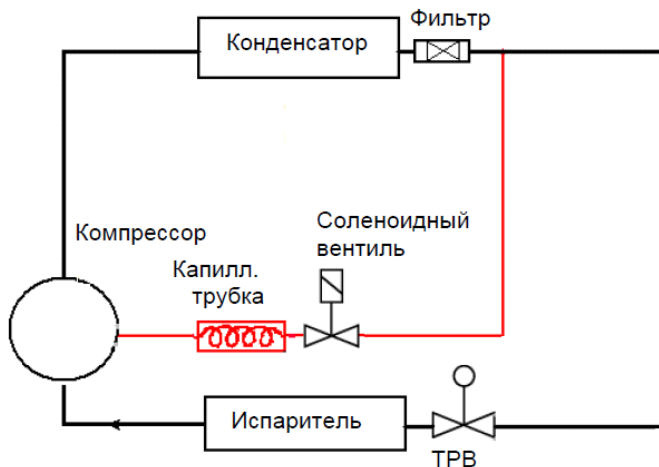 Фильтр
Конденсатор
Соленоидный
вентиль
Компрессор
Капилл.
трубка
Испаритель
ТРВ